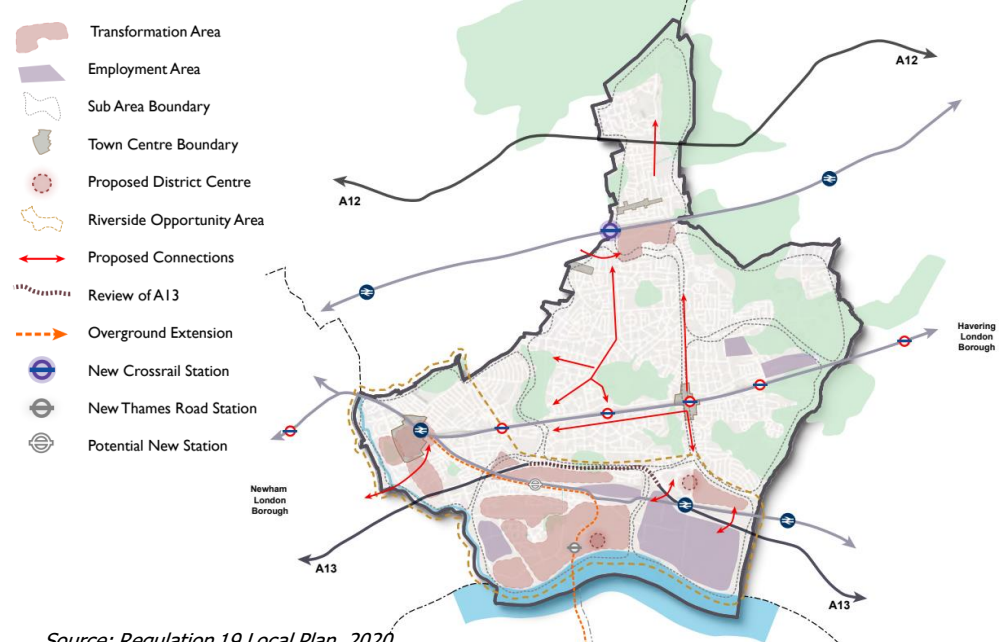 Transformation Area
Employment Area
Sub Area Boundary
Town Centre Boundary
Proposed District Centre
Riverside Opportunity Area
Proposed Connections
Review of A13
Overground Extension
New Crossrail Station
New Thames Road Station
Potential New Station
A12
A12
Havering
London
Borough
Newham
London
Borough
A13
A13
Source: Regulation 19 Local Plan, 2020